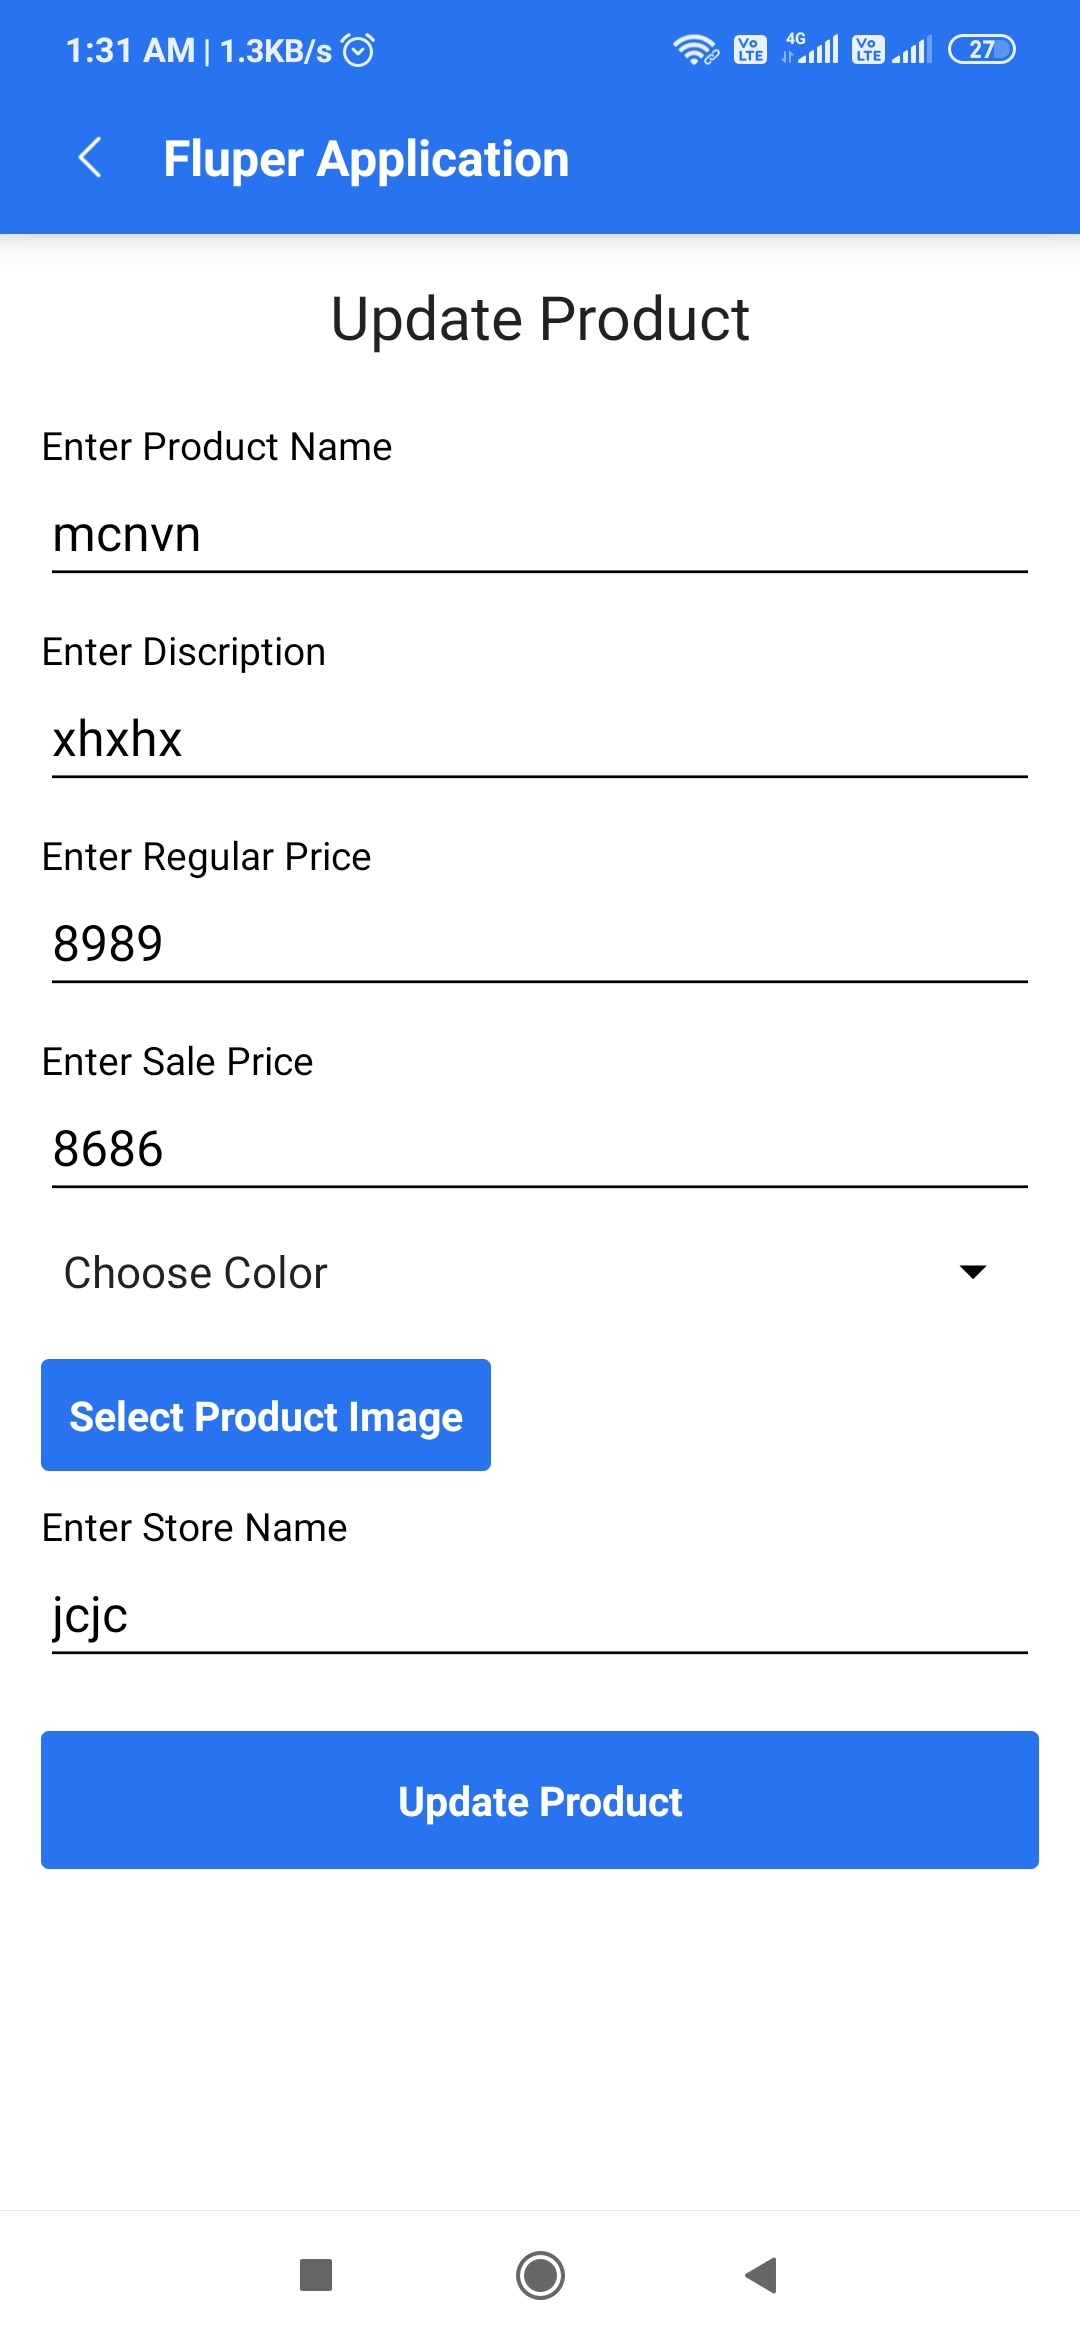 1:31 AM | 1.3KB/s
Vo LTE 4G Vo LTE 27
Fluper Application
Update Product
Enter Product Name
mcnvn
Enter Discription
xhxhx
Enter Regular Price
8989
Enter Sale Price
8686
Choose Color
Select Product Image
Enter Store Name
jcjc
Update Product